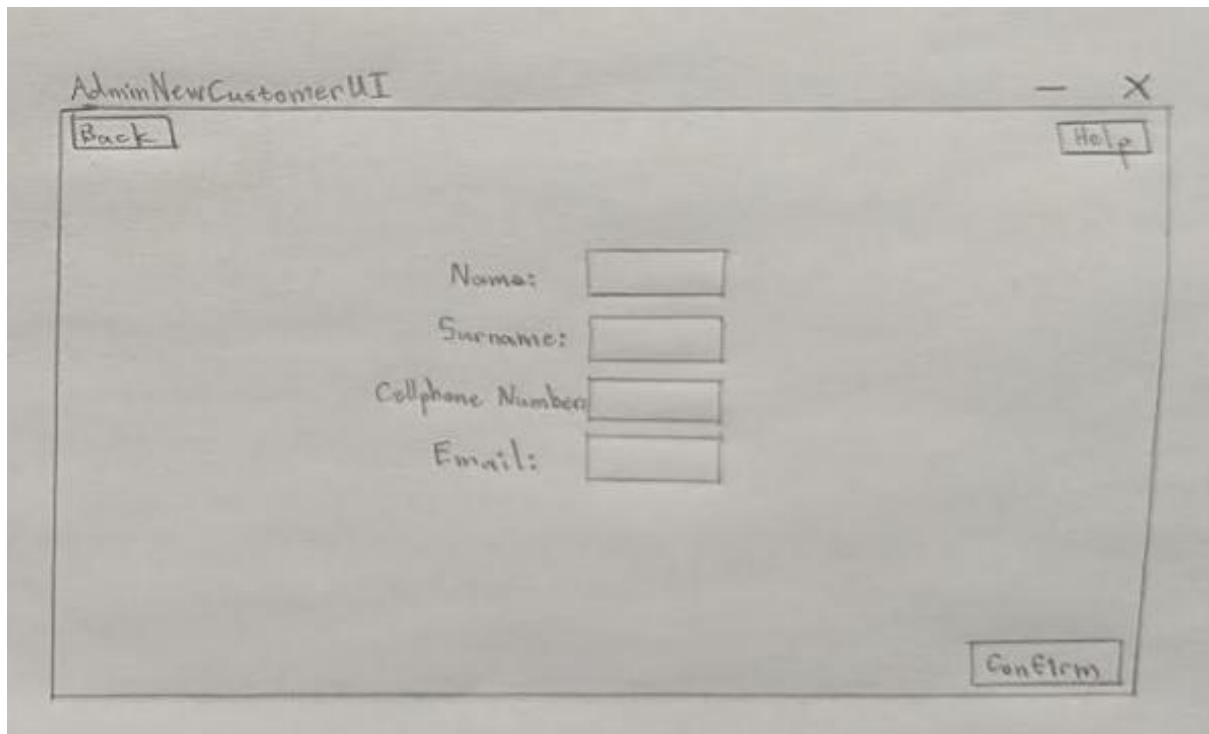 AdminNewCustomerUI — X
Back Help
Name:
Surname:
Cellphone Number:
Email:
Confirm